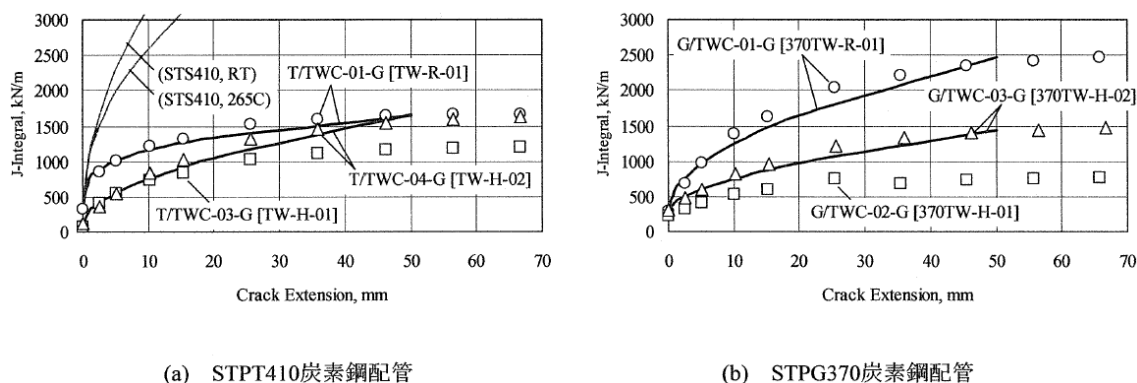 3000
2500
2000
1500
1000
500
0
J-Integral, kN/m
(STS410, RT)
(STS410, 265C)
T/TWC-01-G [TW-R-01]
T/TWC-04-G [TW-H-02]
T/TWC-03-G [TW-H-01]
0 10 20 30 40 50 60 70
Crack Extension, mm
(a) STPT410炭素鋼配管
3000
2500
2000
1500
1000
500
0
J-Integral, kN/m
G/TWC-01-G [370TW-R-01]
G/TWC-03-G [370TW-H-02]
G/TWC-02-G [370TW-H-01]
0 10 20 30 40 50 60 70
Crack Extension, mm
(b) STPG370炭素鋼配管